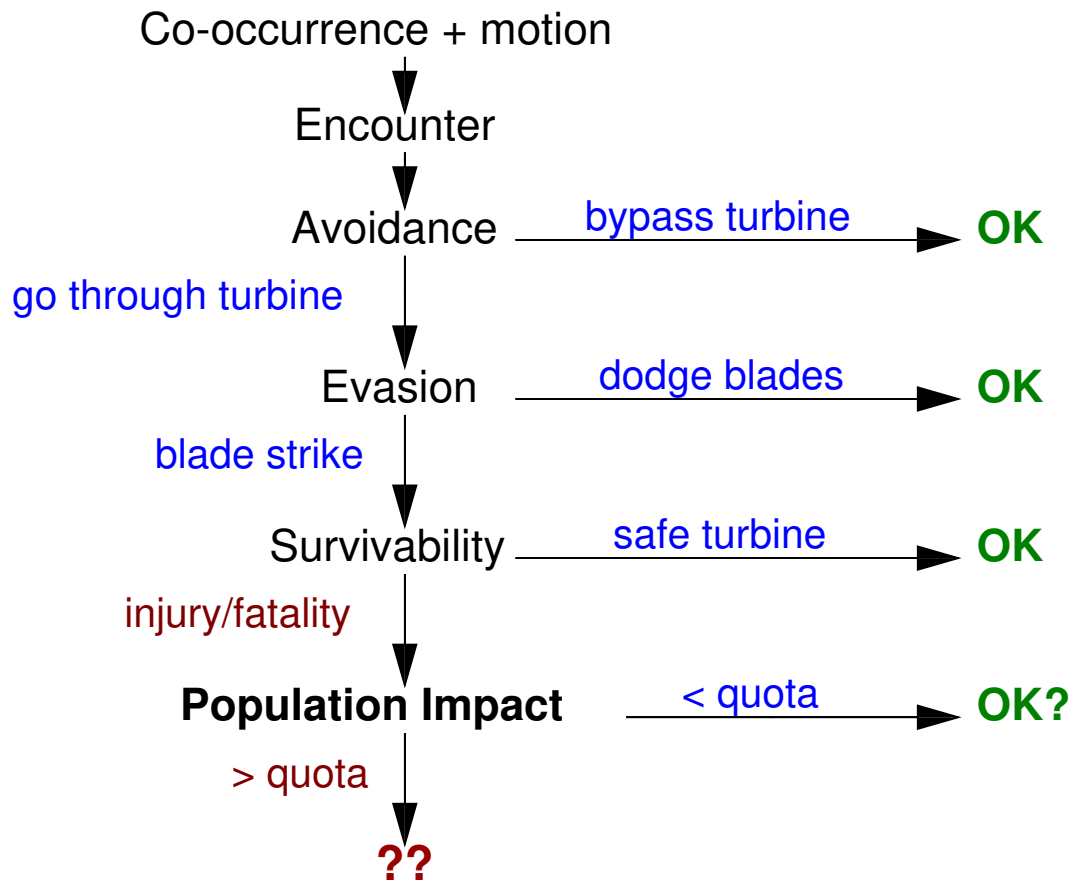 Co-occurrence + motion
Encounter
Avoidance
bypass turbine
OK
go through turbine
Evasion
dodge blades
OK
blade strike
Survivability
safe turbine
OK
injury/fatality
Population Impact
< quota
OK?
> quota
??